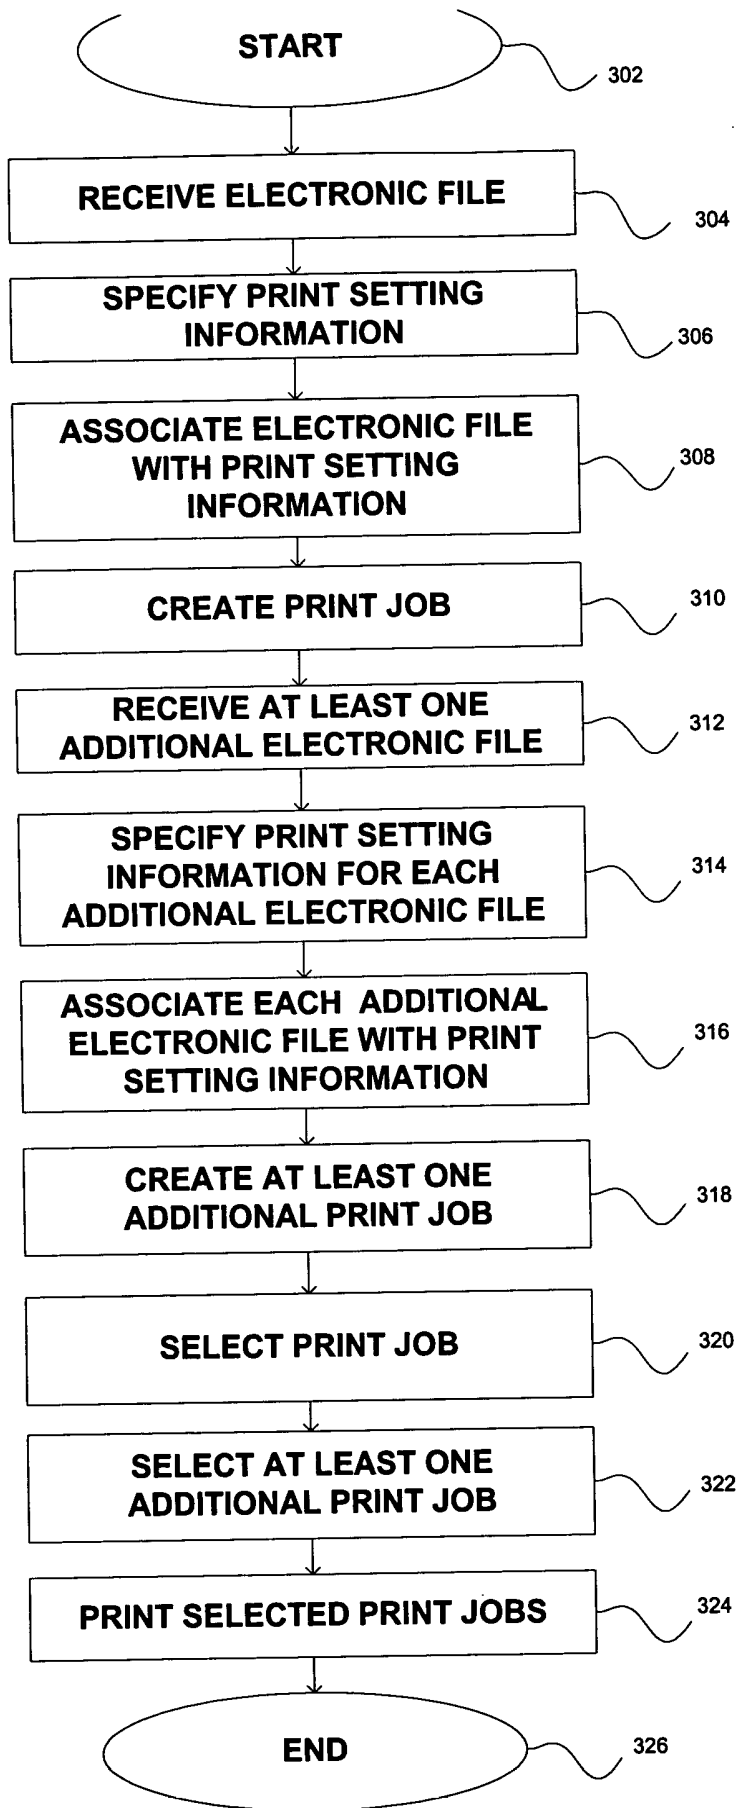 START
302
RECEIVE ELECTRONIC FILE
304
SPECIFY PRINT SETTING
INFORMATION
306
ASSOCIATE ELECTRONIC FILE
WITH PRINT SETTING
INFORMATION
308
CREATE PRINT JOB
310
RECEIVE AT LEAST ONE
ADDITIONAL ELECTRONIC FILE
312
SPECIFY PRINT SETTING
INFORMATION FOR EACH
ADDITIONAL ELECTRONIC FILE
314
ASSOCIATE EACH ADDITIONAL
ELECTRONIC FILE WITH PRINT
SETTING INFORMATION
316
CREATE AT LEAST ONE
ADDITIONAL PRINT JOB
318
SELECT PRINT JOB
320
SELECT AT LEAST ONE
ADDITIONAL PRINT JOB
322
PRINT SELECTED PRINT JOBS
324
END
326